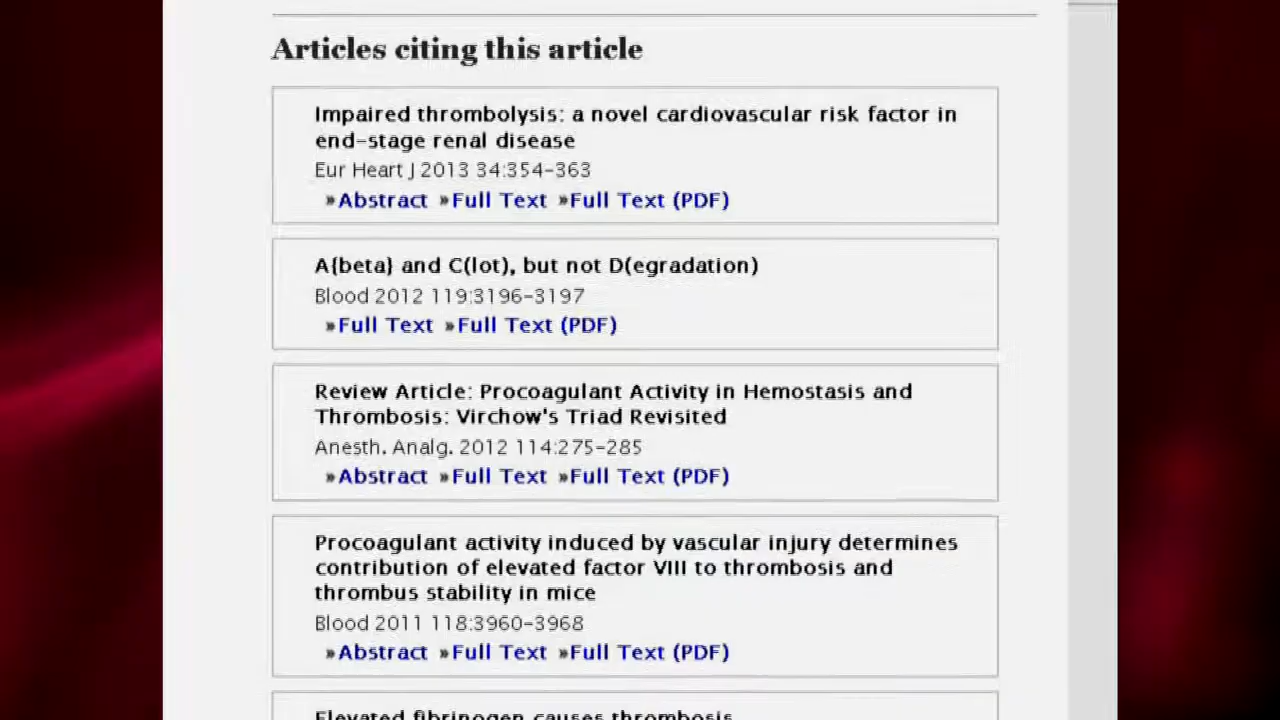 Articles citing this article
Impaired thrombolysis: a novel cardiovascular risk factor in
end-stage renal disease
Eur Heart J 2013 34:354-363
»Abstract »Full Text »Full Text (PDF)
A{beta} and C(lot), but not D(egradation)
Blood 2012 119:3196-3197
»Full Text »Full Text (PDF)
Review Article: Procoagulant Activity in Hemostasis and
Thrombosis: Virchow's Triad Revisited
Anesth. Analg. 2012 114:275-285
»Abstract »Full Text »Full Text (PDF)
Procoagulant activity induced by vascular injury determines
contribution of elevated factor VIII to thrombosis and
thrombus stability in mice
Blood 2011 118:3960-3968
»Abstract »Full Text »Full Text (PDF)
Elevated fibrinogen causes thrombosis